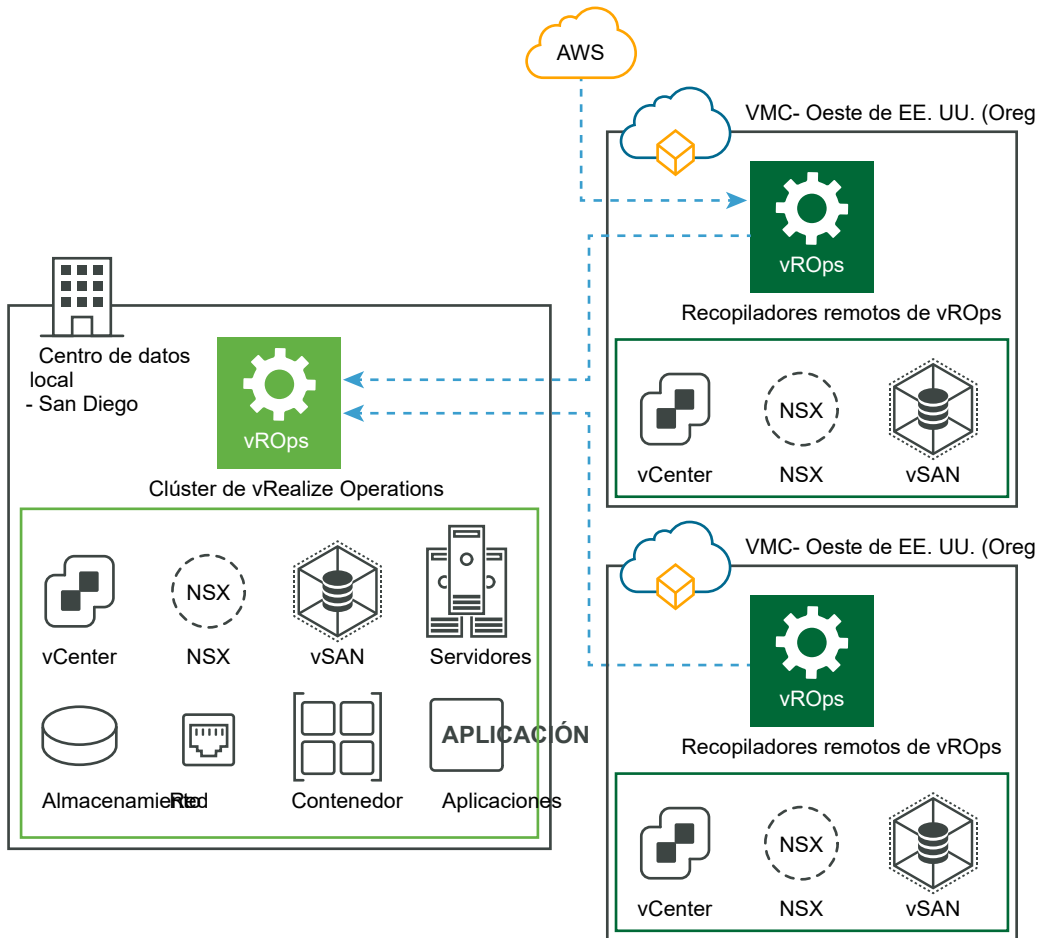 AWS
VMC- Oeste de EE. UU. (Oreg
vROps
Recopiladores remotos de vROps
NSX
vCenter
NSX
vSAN
Centro de datos
local
- San Diego
vROps
Clúster de vRealize Operations
NSX
vCenter
NSX
vSAN
Servidores
APLICACIÓN
Almacenamiento
Red
Contenedor
Aplicaciones
VMC- Oeste de EE. UU. (Oreg
vROps
Recopiladores remotos de vROps
NSX
vCenter
NSX
vSAN